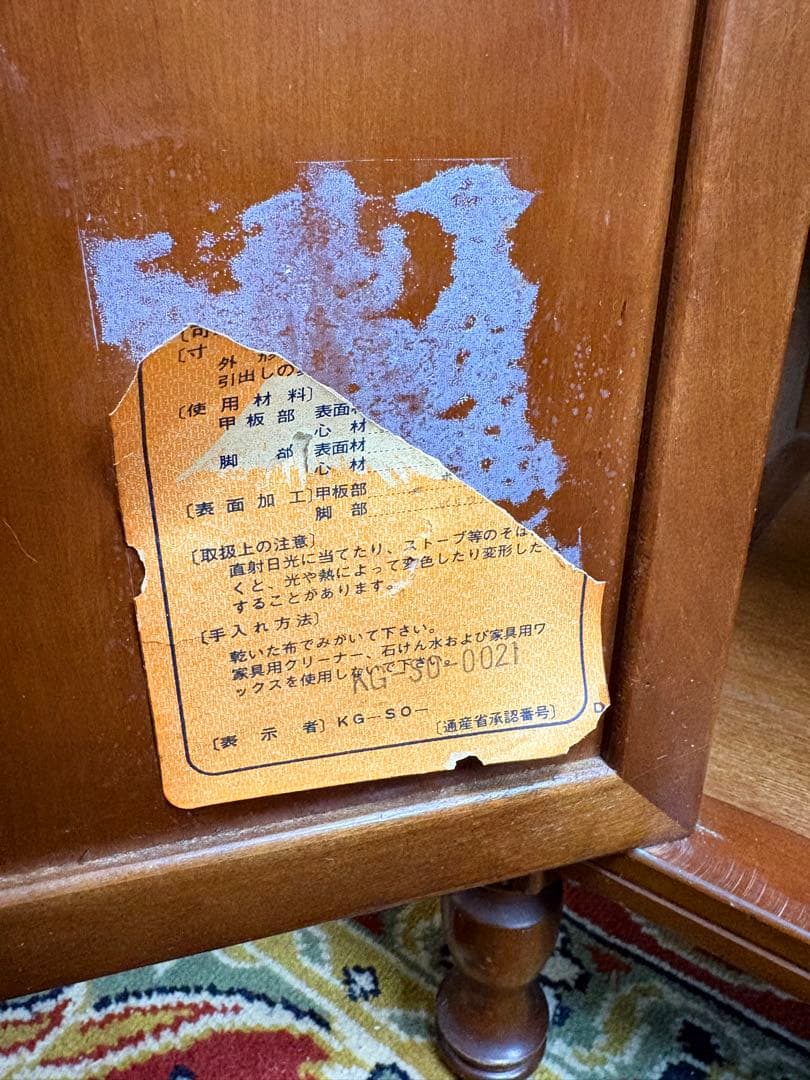 〔寸
外形
引出しの
〔使用材料〕
甲板部 表面材
心材
脚部 表面材
心材
〔表面加工〕甲板部
脚部
〔取扱上の注意〕
直射日光に当てたり、ストーブ等のそば
くと、光や熱によって変色したり変形した
することがあります。
〔手入れ方法〕
乾いた布でみがいて下さい。
家具用クリーナー、石けん水および家具用ワ
ックスを使用しないで下さい。
KG-SO-0021
〔表示者〕KG-SO-
〔通産省承認番号〕
D